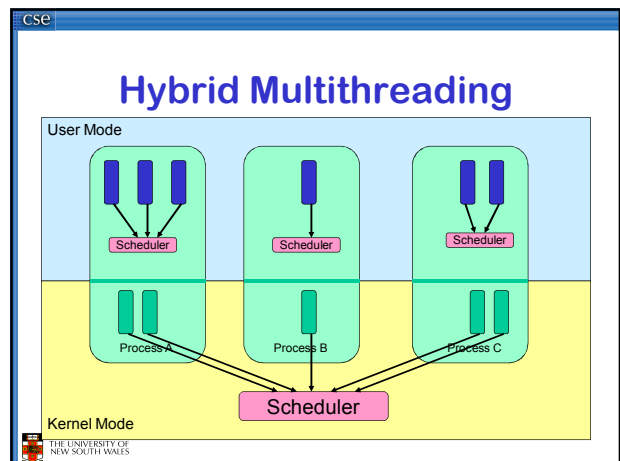 cse
Hybrid Multithreading
User Mode
Scheduler
Scheduler
Scheduler
Process A
Process B
Process C
Scheduler
Kernel Mode
THE UNIVERSITY OF
NEW SOUTH WALES